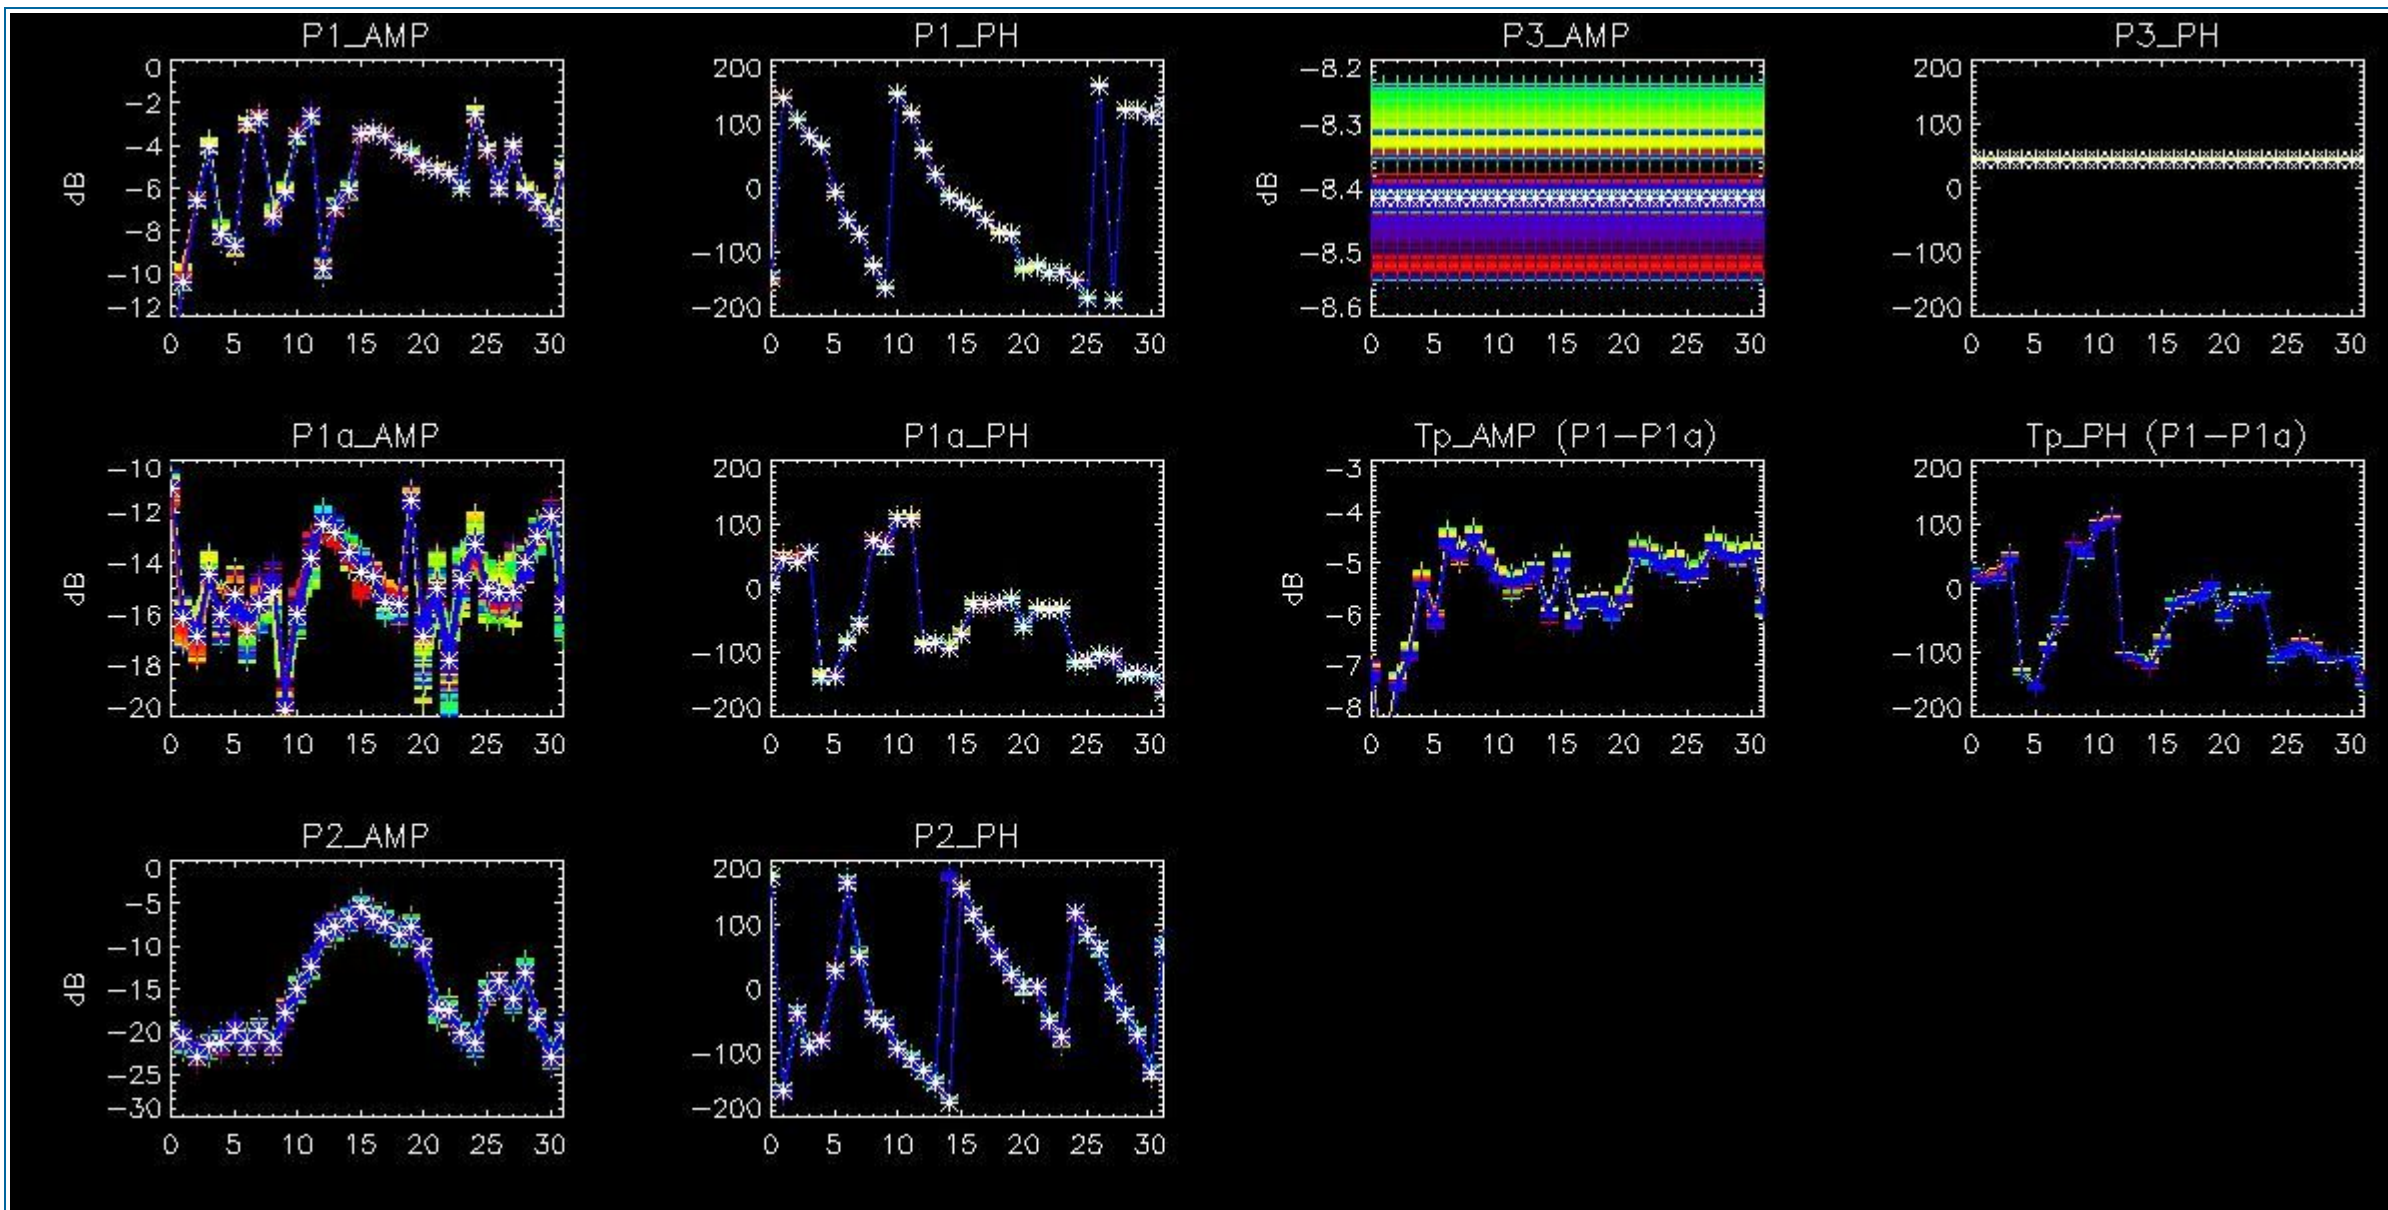 P1_AMP P1_PH P3_AMP P3_PH
0 200 -8.2 200
-2
100 -8.3 100
-4
dB -6 0 dB -8.4 0
-8
-100 -8.5 -100
-10
-12 -200 -8.6 -200
0 5 10 15 20 25 30 0 5 10 15 20 25 30 0 5 10 15 20 25 30 0 5 10 15 20 25 30
P1a_AMP P1a_PH Tp_AMP (P1-P1a) Tp_PH (P1-P1a)
-10 200 -3 200
-12 100 -4 100
-14
dB 0 dB -5 0
-16 -6
-18 -100 -7 -100
-20 -200 -8 -200
0 5 10 15 20 25 30 0 5 10 15 20 25 30 0 5 10 15 20 25 30 0 5 10 15 20 25 30
P2_AMP P2_PH
0 200
-5 100
-10
dB -15 0
-20 -100
-25
-30 -200
0 5 10 15 20 25 30 0 5 10 15 20 25 30